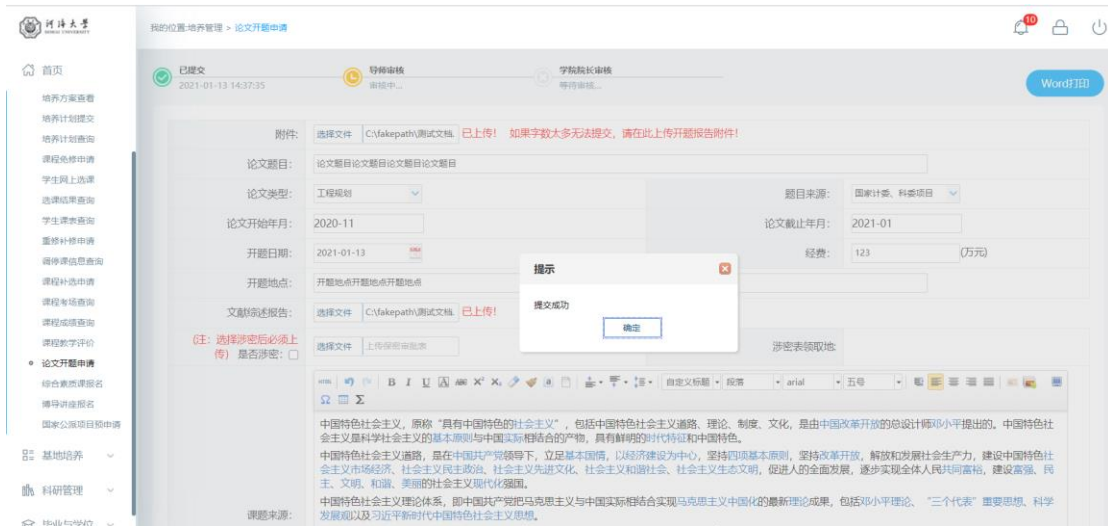 河海大学
HOHAI UNIVERSITY
我的位置:培养管理 > 论文开题申请
10
首页
培养方案查看
培养计划提交
培养计划查询
课程免修申请
学生网上选课
选课结果查询
学生课表查询
重修补修申请
调停课信息查询
课程补选申请
课程考场查询
课程成绩查询
课程教学评价
论文开题申请
综合素质课报名
博导讲座报名
国家公派项目预申请
基地培养
科研管理
毕业与学位
已提交
2021-01-13 14:37:35
导师审核
审核中...
学院院长审核
等待审核...
Word打印
附件: 选择文件 C:\fakepath\测试文档. 已上传! 如果字数太多无法提交，请在此上传开题报告附件!
论文题目: 论文题目论文题目论文题目论文题目
论文类型: 工程规划 题目来源: 国家计委、科委项目
论文开始年月: 2020-11 论文截止年月: 2021-01
开题日期: 2021-01-13 经费: 123 (万元)
开题地点: 开题地点开题地点开题地点
文献综述报告: 选择文件 C:\fakepath\测试文档. 已上传!
(注：选择涉密后必须上
传) 是否涉密: 选择文件 上传保密审批表 涉密表领取地:
提示
提交成功
确定
HTML B I U A ABC X² X₂ 自定义标题 段落 arial 五号
Ω Σ
中国特色社会主义，原称“具有中国特色的社会主义”，包括中国特色社会主义道路、理论、制度、文化，是由中国改革开放的总设计师邓小平提出的。中国特色社
会主义是科学社会主义的基本原则与中国实际相结合的产物，具有鲜明的时代特征和中国特色。
中国特色社会主义道路，是在中国共产党领导下，立足基本国情，以经济建设为中心，坚持四项基本原则，坚持改革开放，解放和发展社会生产力，建设中国特色社
会主义市场经济、社会主义民主政治、社会主义先进文化、社会主义和谐社会、社会主义生态文明，促进人的全面发展，逐步实现全体人民共同富裕，建设富强、民
主、文明、和谐、美丽的社会主义现代化强国。
中国特色社会主义理论体系，即中国共产党把马克思主义与中国实际相结合实现马克思主义中国化的最新理论成果，包括邓小平理论、“三个代表”重要思想、科学
发展观以及习近平新时代中国特色社会主义思想。
课题来源: